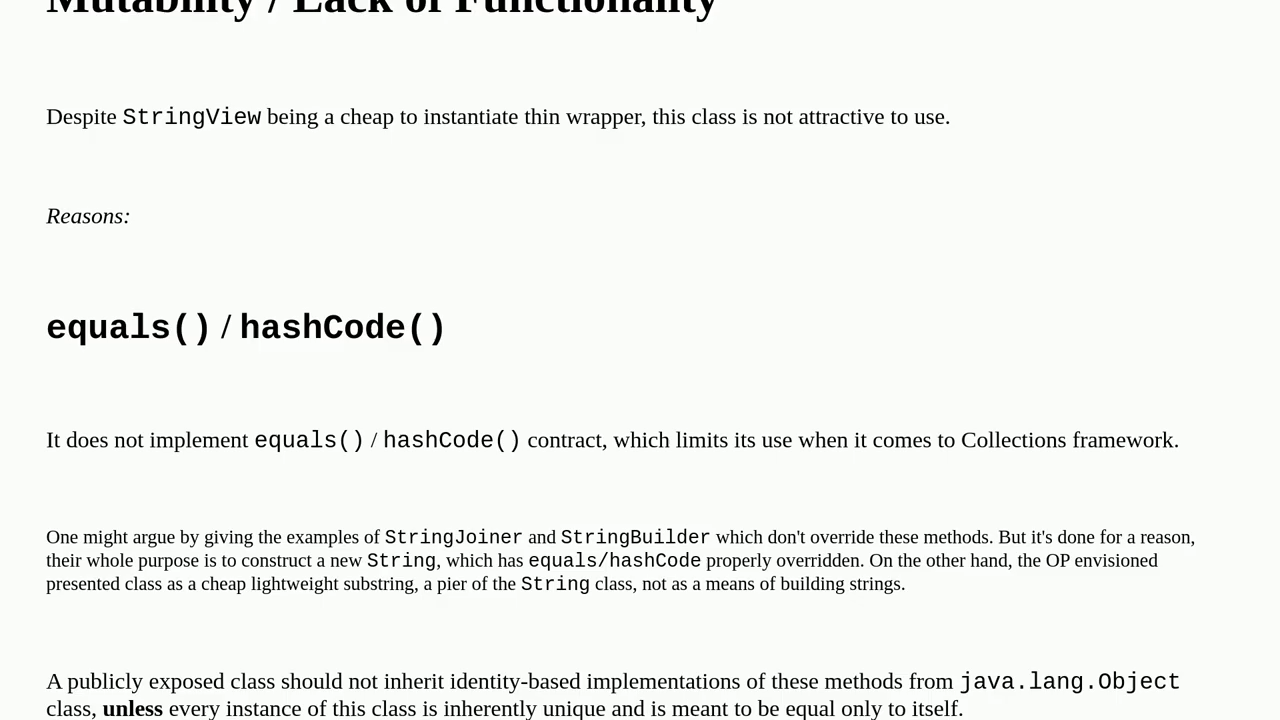 Mutability / Lack of Functionality
Despite StringView being a cheap to instantiate thin wrapper, this class is not attractive to use.
Reasons:
equals() / hashCode()
It does not implement equals() / hashCode() contract, which limits its use when it comes to Collections framework.
One might argue by giving the examples of StringJoiner and StringBuilder which don't override these methods. But it's done for a reason,
their whole purpose is to construct a new String, which has equals/hashCode properly overridden. On the other hand, the OP envisioned
presented class as a cheap lightweight substring, a pier of the String class, not as a means of building strings.
A publicly exposed class should not inherit identity-based implementations of these methods from java.lang.Object
class, unless every instance of this class is inherently unique and is meant to be equal only to itself.